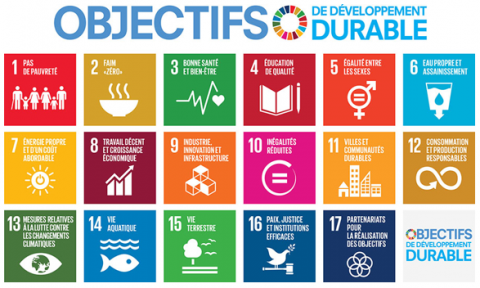 OBJECTIFS DE DÉVELOPPEMENT
DURABLE
1 PAS
DE PAUVRETÉ
2 FAIM
«ZÉRO»
3 BONNE SANTÉ
ET BIEN-ÊTRE
4 ÉDUCATION
DE QUALITÉ
5 ÉGALITÉ ENTRE
LES SEXES
6 EAU PROPRE ET
ASSAINISSEMENT
7 ÉNERGIE PROPRE
ET D'UN COÛT
ABORDABLE
8 TRAVAIL DÉCENT
ET CROISSANCE
ÉCONOMIQUE
9 INDUSTRIE,
INNOVATION ET
INFRASTRUCTURE
10 INÉGALITÉS
RÉDUITES
11 VILLES ET
COMMUNAUTÉS
DURABLES
12 CONSOMMATION
ET PRODUCTION
RESPONSABLES
13 MESURES RELATIVES
À LA LUTTE CONTRE
LES CHANGEMENTS
CLIMATIQUES
14 VIE
AQUATIQUE
15 VIE
TERRESTRE
16 PAIX, JUSTICE
ET INSTITUTIONS
EFFICACES
17 PARTENARIATS
POUR
LA RÉALISATION
DES OBJECTIFS
OBJECTIFS
DE DÉVELOPPEMENT
DURABLE